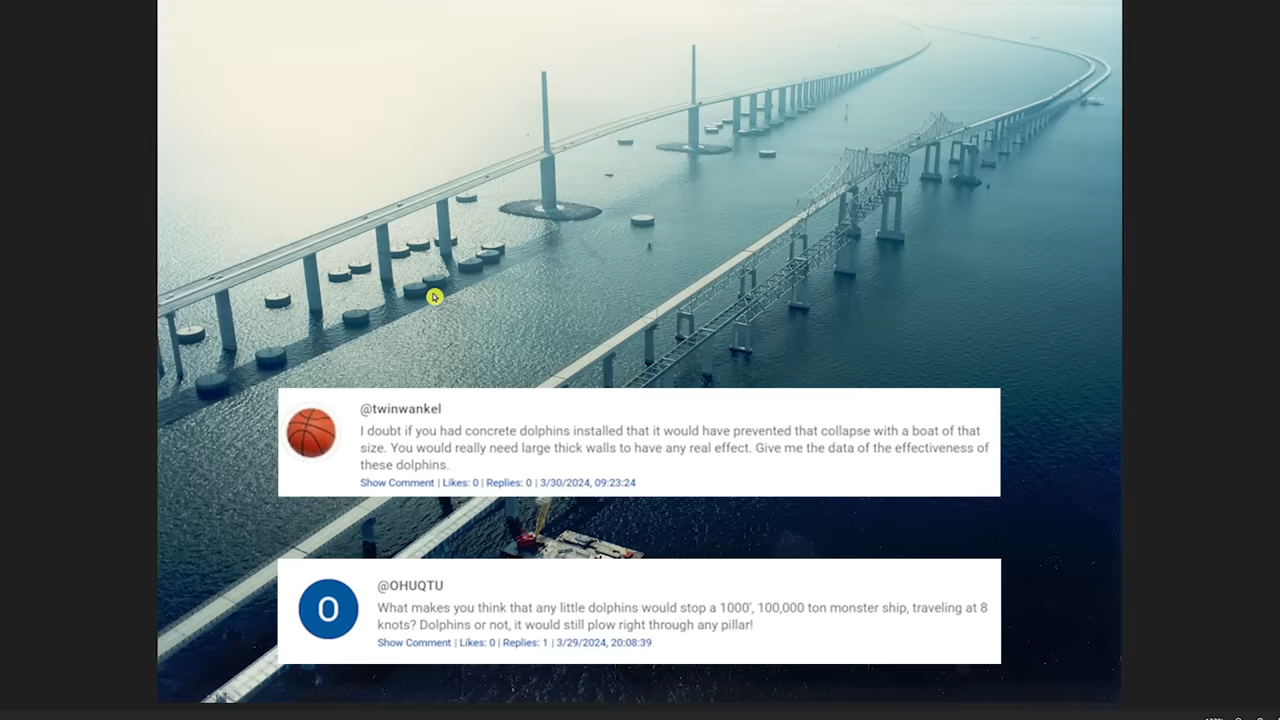 @twinwankel
I doubt if you had concrete dolphins installed that it would have prevented that collapse with a boat of that
size. You would really need large thick walls to have any real effect. Give me the data of the effectiveness of
these dolphins.
Show Comment | Likes: 0 | Replies: 0 | 3/30/2024, 09:23:24
O
@OHUQTU
What makes you think that any little dolphins would stop a 1000', 100,000 ton monster ship, traveling at 8
knots? Dolphins or not, it would still plow right through any pillar!
Show Comment | Likes: 0 | Replies: 1 | 3/29/2024, 20:08:39